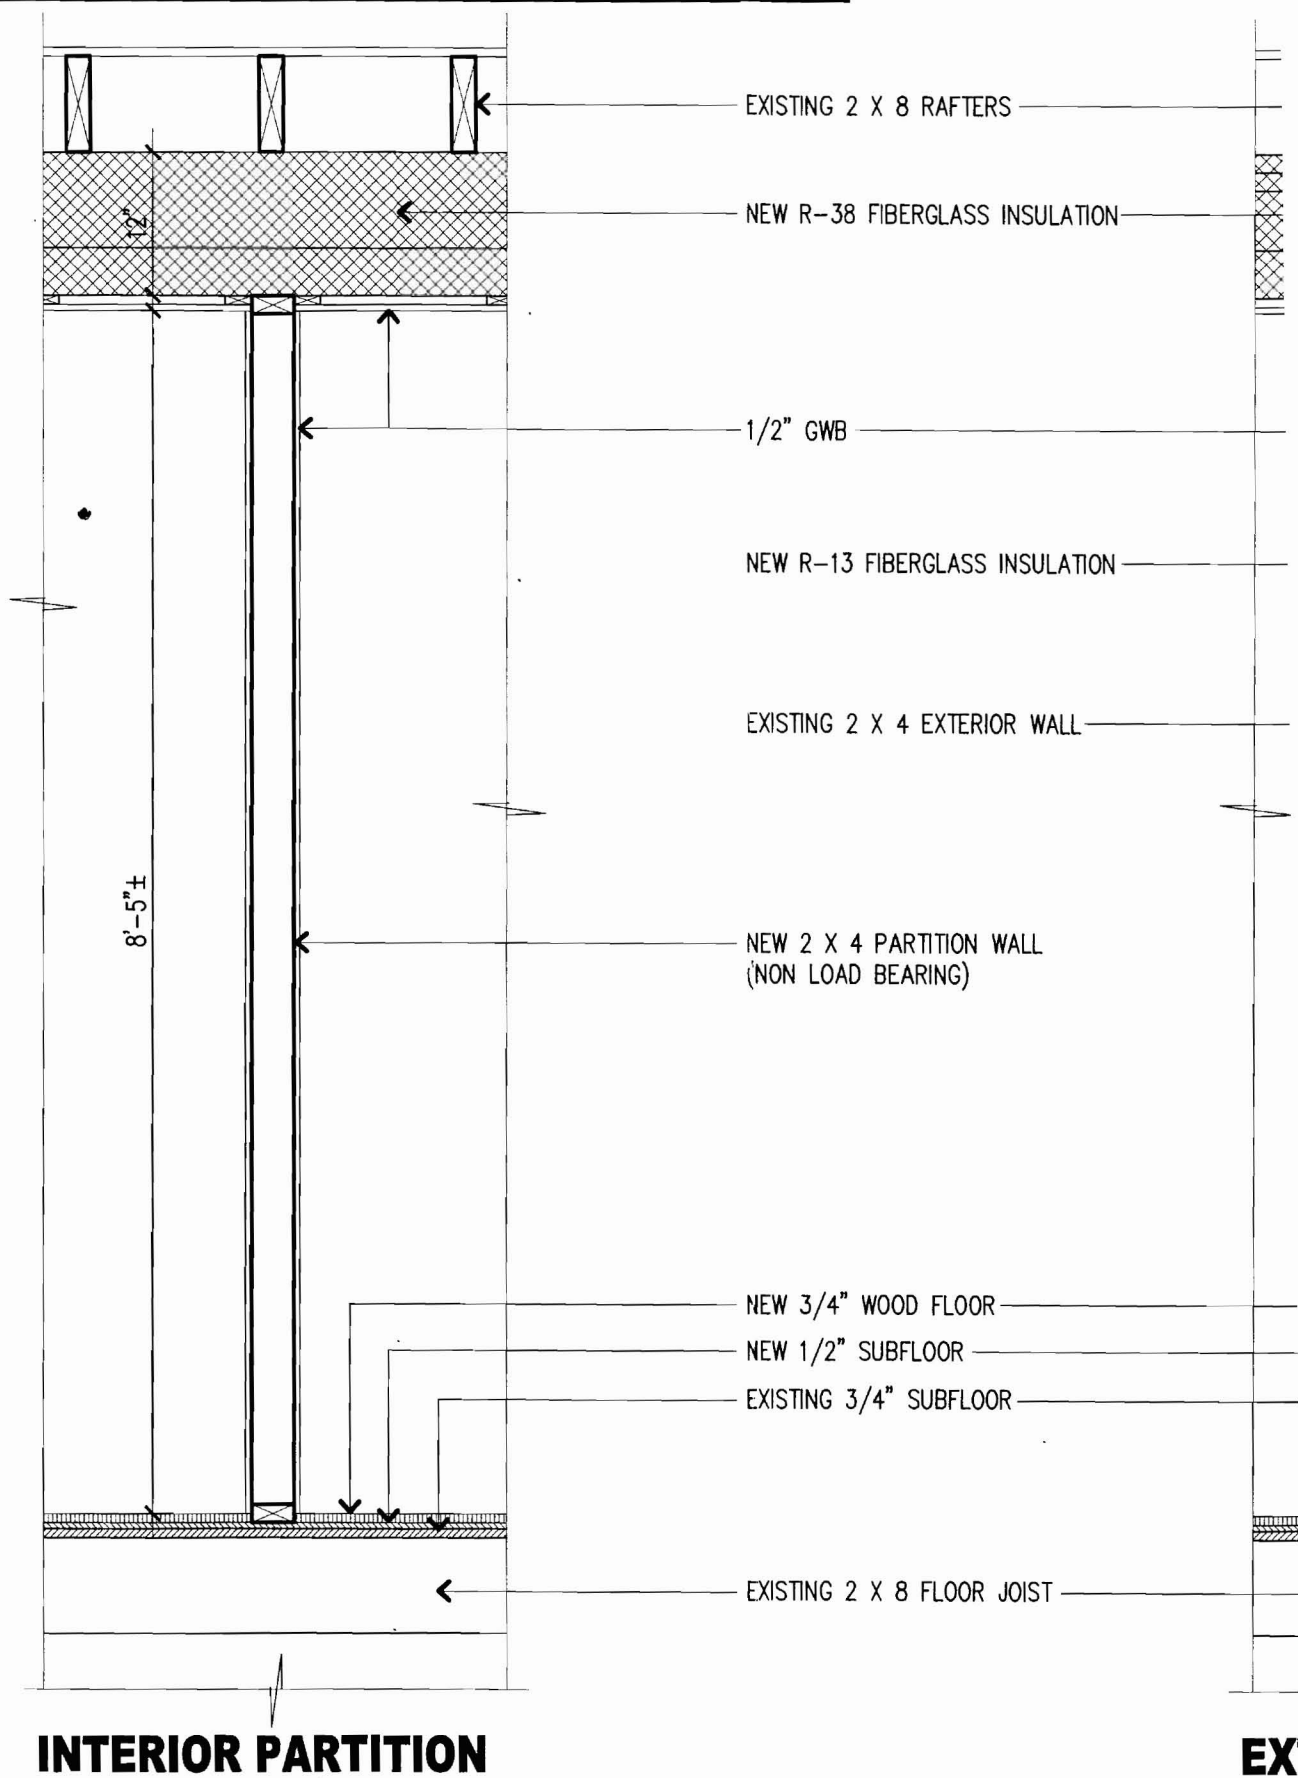 EXISTING 2 X 8 RAFTERS
12"
NEW R-38 FIBERGLASS INSULATION
1/2" GWB
NEW R-13 FIBERGLASS INSULATION
EXISTING 2 X 4 EXTERIOR WALL
8'-5"±
NEW 2 X 4 PARTITION WALL
(NON LOAD BEARING)
NEW 3/4" WOOD FLOOR
NEW 1/2" SUBFLOOR
EXISTING 3/4" SUBFLOOR
EXISTING 2 X 8 FLOOR JOIST
INTERIOR PARTITION